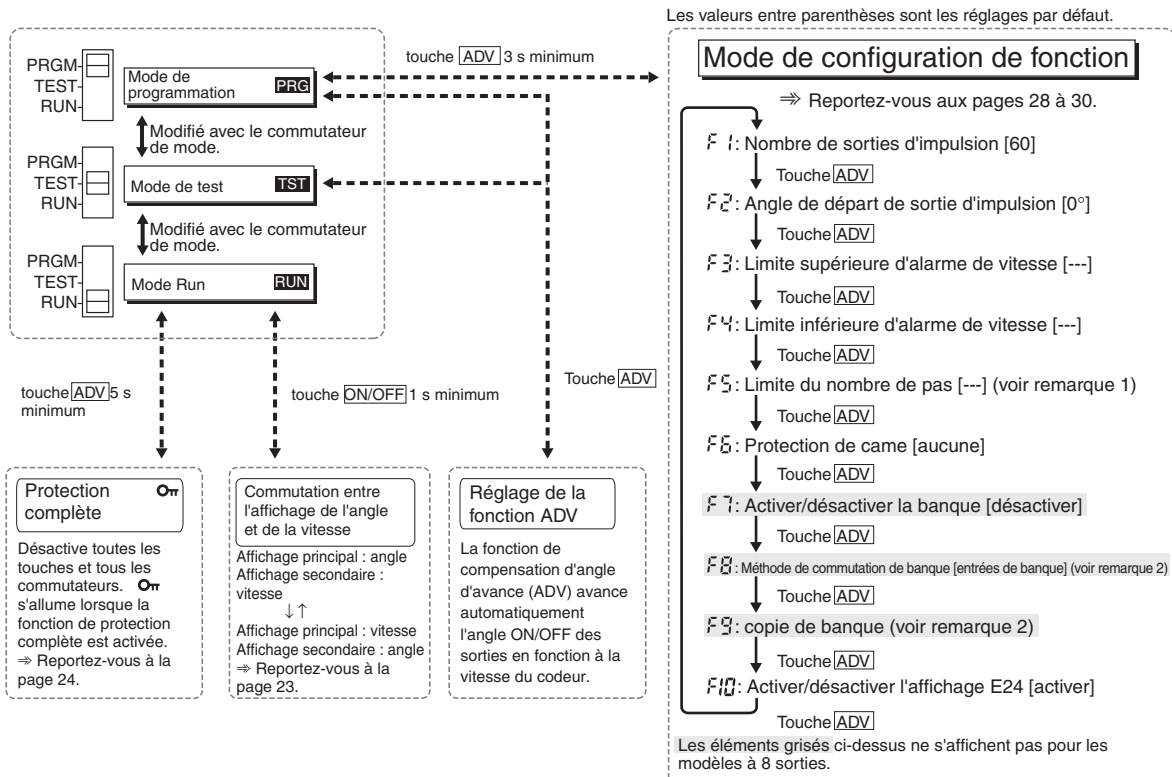 Les valeurs entre parenthèses sont les réglages par défaut.
PRGM
TEST
RUN
Mode de
programmation
PRG
touche ADV 3 s minimum
Modifié avec le commutateur
de mode.
PRGM
TEST
RUN
Mode de test
TST
Modifié avec le commutateur
de mode.
PRGM
TEST
RUN
Mode Run
RUN
touche ADV 5 s
minimum
touche ON/OFF 1 s minimum
Touche ADV
Protection
complète
Désactive toutes les
touches et tous les
commutateurs.
s'allume lorsque la
fonction de protection
complète est activée.
⇒ Reportez-vous à la
page 24.
Commutation entre
l'affichage de l'angle
et de la vitesse
Affichage principal : angle
Affichage secondaire :
vitesse
↓↑
Affichage principal : vitesse
Affichage secondaire : angle
⇒ Reportez-vous à la
page 23.
Réglage de la
fonction ADV
La fonction de
compensation d'angle
d'avance (ADV) avance
automatiquement
l'angle ON/OFF des
sorties en fonction à la
vitesse du codeur.
Mode de configuration de fonction
⇒ Reportez-vous aux pages 28 à 30.
F1: Nombre de sorties d'impulsion [60]
Touche ADV
F2: Angle de départ de sortie d'impulsion [0°]
Touche ADV
F3: Limite supérieure d'alarme de vitesse [---]
Touche ADV
F4: Limite inférieure d'alarme de vitesse [---]
Touche ADV
F5: Limite du nombre de pas [---] (voir remarque 1)
Touche ADV
F6: Protection de came [aucune]
Touche ADV
F7: Activer/désactiver la banque [désactiver]
Touche ADV
F8: Méthode de commutation de banque [entrées de banque] (voir remarque 2)
Touche ADV
F9: copie de banque (voir remarque 2)
Touche ADV
F10: Activer/désactiver l'affichage E24 [activer]
Touche ADV
Les éléments grisés ci-dessus ne s'affichent pas pour les
modèles à 8 sorties.